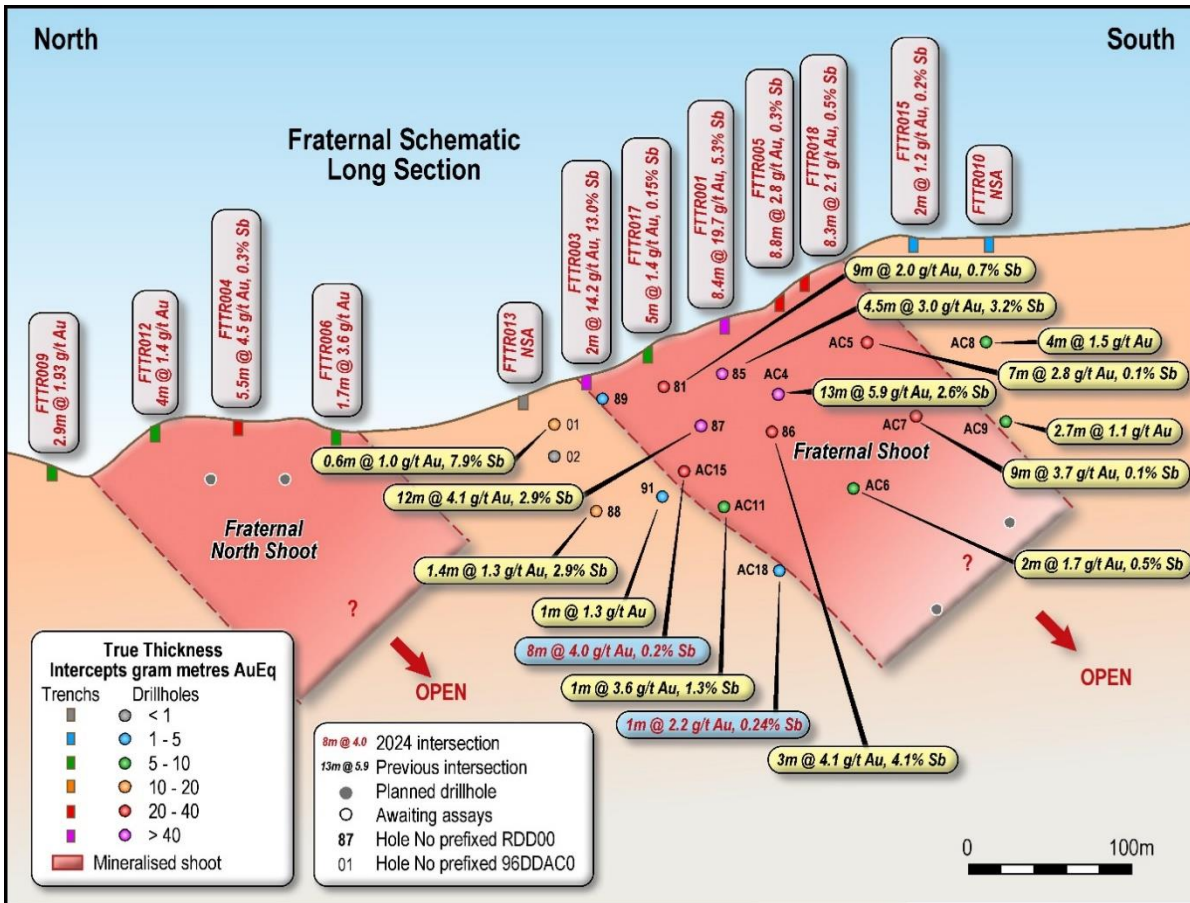 North
South
Fraternal Schematic
Long Section
FTTR009
2.9m @ 1.93 g/t Au
FTTR012
4m @ 1.4 g/t Au
FTTR004
5.5m @ 4.5 g/t Au, 0.3% Sb
FTTR006
1.7m @ 3.6 g/t Au
FTTR013
NSA
FTTR003
2m @ 14.2 g/t Au, 13.0% Sb
FTTR017
5m @ 1.4 g/t Au, 0.15% Sb
FTTR001
8.4m @ 19.7 g/t Au, 5.3% Sb
FTTR005
8.8m @ 2.8 g/t Au, 0.3% Sb
FTTR018
8.3m @ 2.1 g/t Au, 0.5% Sb
FTTR015
2m @ 1.2 g/t Au, 0.2% Sb
FTTR010
NSA
9m @ 2.0 g/t Au, 0.7% Sb
4.5m @ 3.0 g/t Au, 3.2% Sb
AC5
AC8
4m @ 1.5 g/t Au
7m @ 2.8 g/t Au, 0.1% Sb
89
81
85
AC4
13m @ 5.9 g/t Au, 2.6% Sb
01
87
86
AC7
AC9
2.7m @ 1.1 g/t Au
02
Fraternal Shoot
0.6m @ 1.0 g/t Au, 7.9% Sb
9m @ 3.7 g/t Au, 0.1% Sb
AC15
12m @ 4.1 g/t Au, 2.9% Sb
91
AC6
88
AC11
Fraternal
North Shoot
1.4m @ 1.3 g/t Au, 2.9% Sb
AC18
?
2m @ 1.7 g/t Au, 0.5% Sb
?
1m @ 1.3 g/t Au
8m @ 4.0 g/t Au, 0.2% Sb
OPEN
OPEN
1m @ 3.6 g/t Au, 1.3% Sb
1m @ 2.2 g/t Au, 0.24% Sb
3m @ 4.1 g/t Au, 4.1% Sb
True Thickness
Intercepts gram metres AuEq
Trenchs Drillholes
< 1
1 - 5
5 - 10
10 - 20
20 - 40
> 40
Mineralised shoot
8m @ 4.0 2024 intersection
13m @ 5.9 Previous intersection
Planned drillhole
Awaiting assays
87 Hole No prefixed RDD00
01 Hole No prefixed 96DDAC0
0 100m